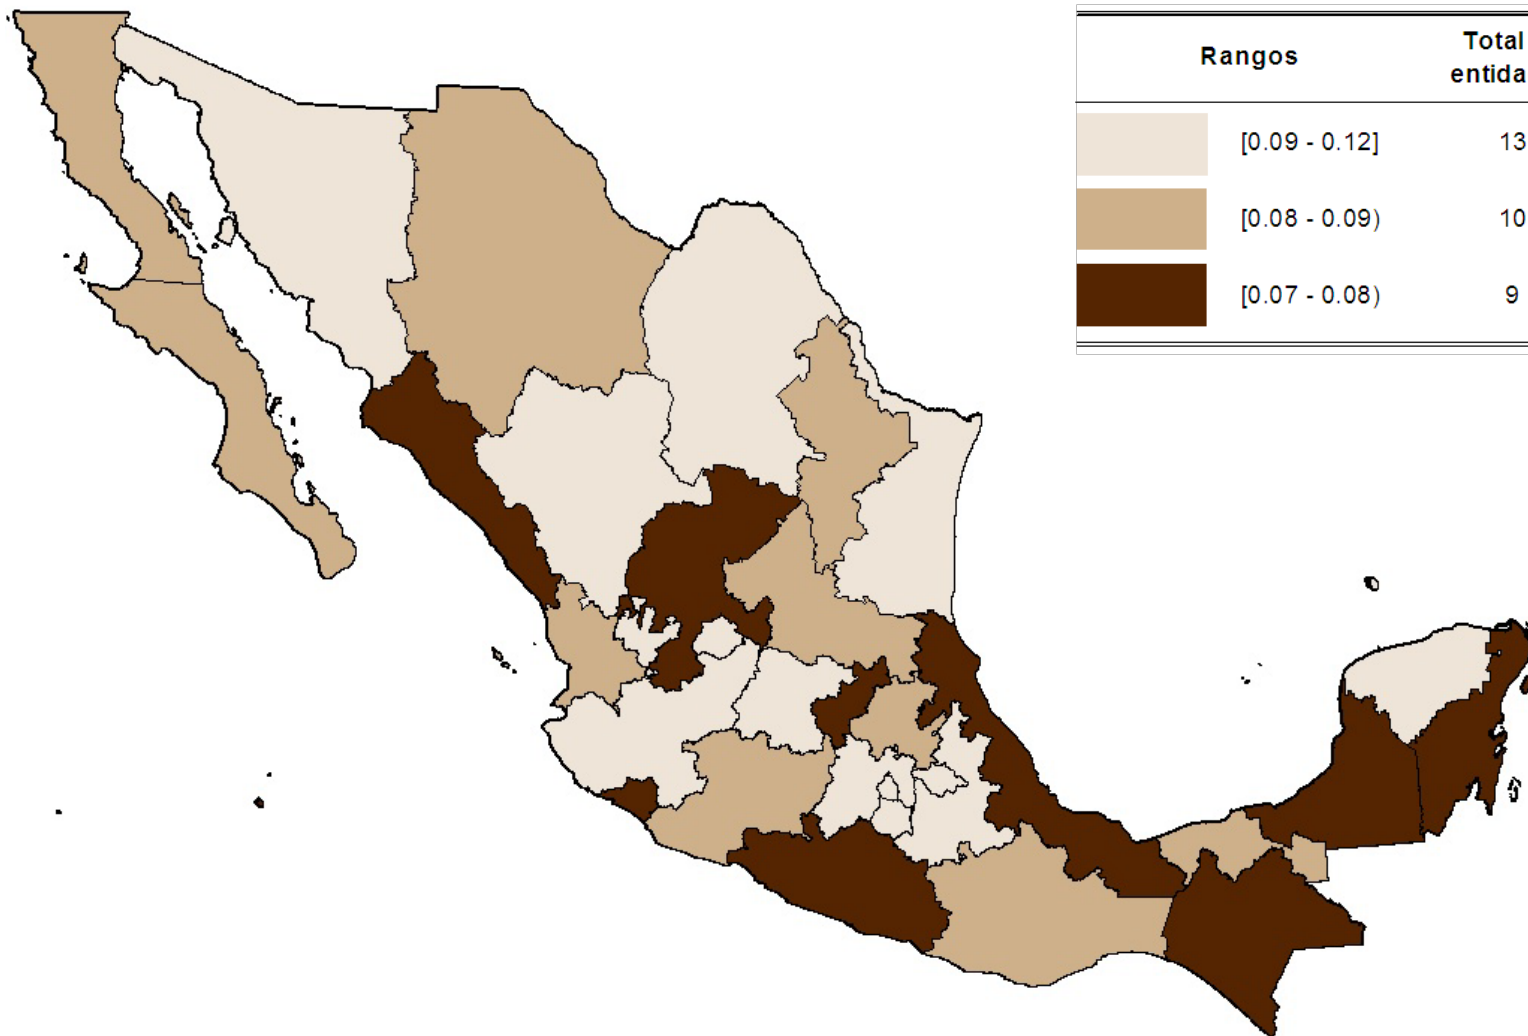 Rangos
Total
entida
[0.09 - 0.12] 13
[0.08 - 0.09) 10
[0.07 - 0.08) 9